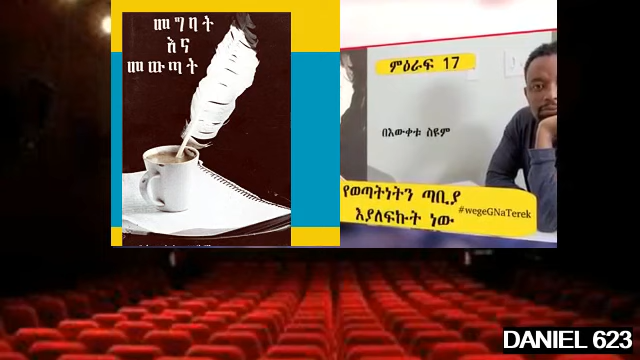 መግባት
እና
መውጣት
ምዕራፍ 17
በእውቀቱ ስዩም
የወጣትነትን ጣቢያ
እያለፍኩት ነው
#wegeGNaTerek
DANIEL 623